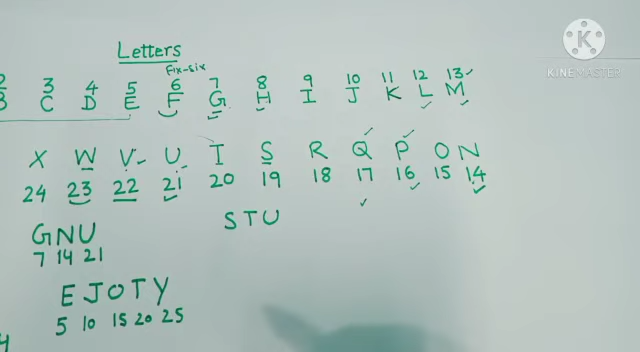 Letters
Fix-six
3 4 5 6 7 8 9 10 11 12 13
C D E F G H I J K L M
X W V U I S R Q P O N
24 23 22 21 20 19 18 17 16 15 14
GNU STU
7 14 21
EJOTY
5 10 15 20 25
K
KINEMASTER